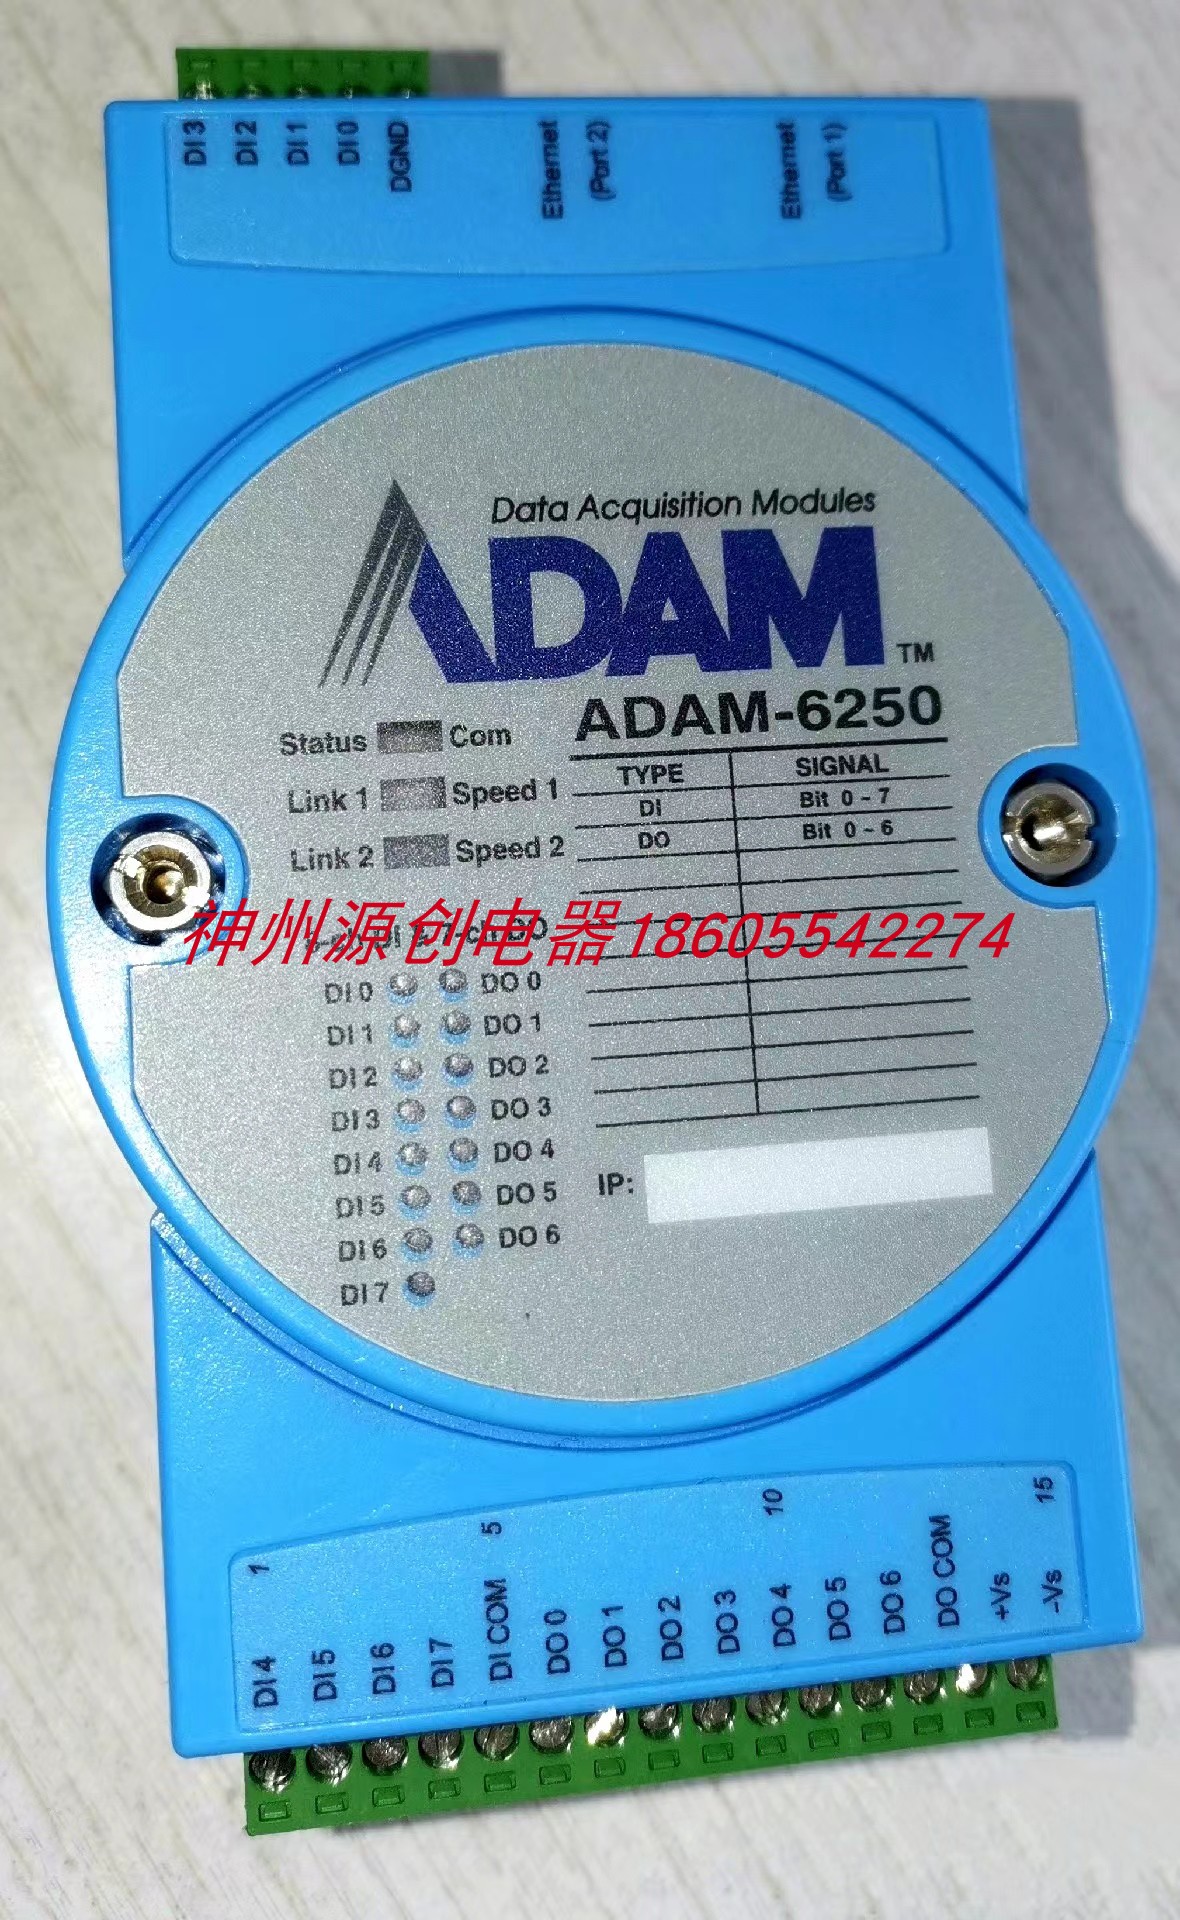 DI 3
DI 2
DI 1
DI 0
DGND
Ethernet
(Port 2)
Ethernet
(Port 1)
Data Acquisition Modules
ADAM TM
ADAM-6250
Status Com
Link 1 Speed 1
Link 2 Speed 2
TYPE SIGNAL
DI Bit 0 - 7
DO Bit 0 - 6
神州源创电器18605542274
DI 0 DO 0
DI 1 DO 1
DI 2 DO 2
DI 3 DO 3
DI 4 DO 4
DI 5 DO 5
DI 6 DO 6
DI 7
IP:
1 5 10 15
DI 4
DI 5
DI 6
DI 7
DI COM
DO 0
DO 1
DO 2
DO 3
DO 4
DO 5
DO 6
DO COM
+Vs
-Vs